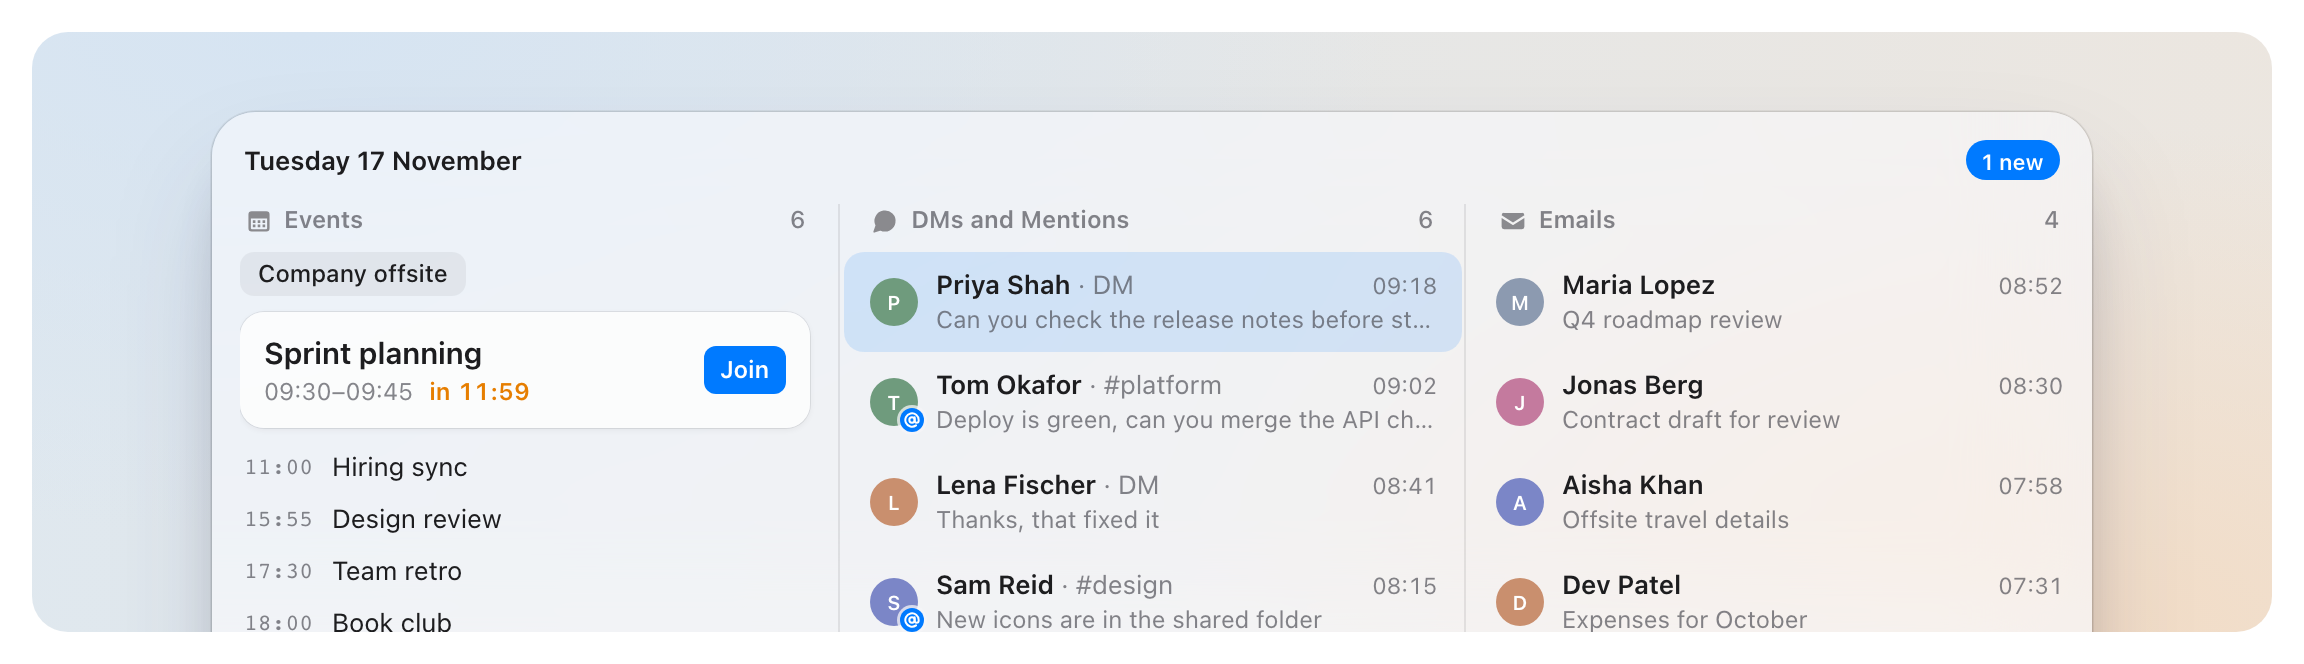 Tuesday 17 November
1 new
Events 6
Company offsite
Sprint planning
09:30–09:45 in 11:59
Join
11:00 Hiring sync
15:55 Design review
17:30 Team retro
18:00 Book club
DMs and Mentions 6
P
Priya Shah · DM 09:18
Can you check the release notes before st...
T
Tom Okafor · #platform 09:02
@
Deploy is green, can you merge the API ch...
L
Lena Fischer · DM 08:41
Thanks, that fixed it
S
Sam Reid · #design 08:15
@
New icons are in the shared folder
Emails 4
M
Maria Lopez 08:52
Q4 roadmap review
J
Jonas Berg 08:30
Contract draft for review
A
Aisha Khan 07:58
Offsite travel details
D
Dev Patel 07:31
Expenses for October